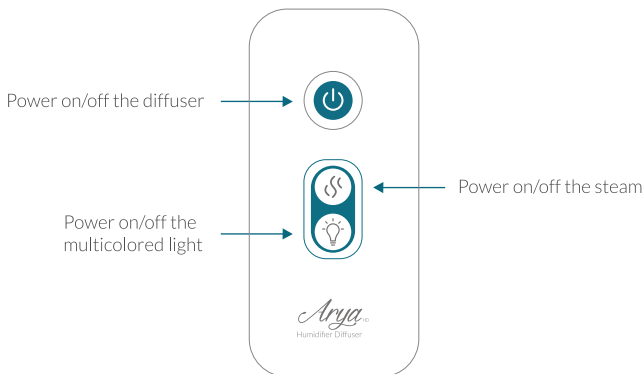 Power on/off the diffuser
Power on/off the steam
Power on/off the
multicolored light
Arya HD
Humidifier Diffuser